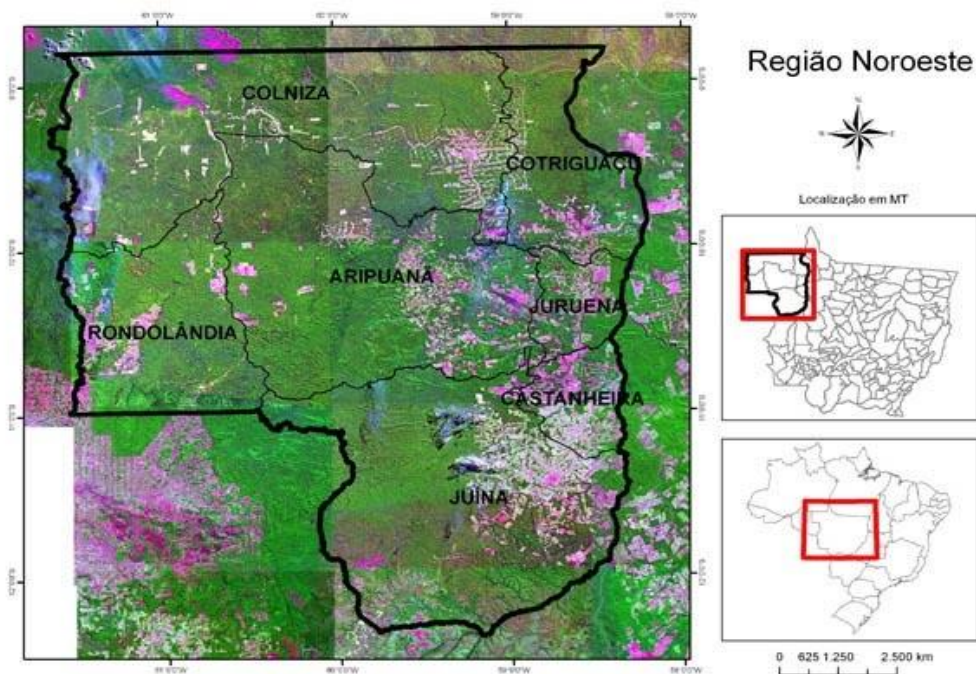 Região Noroeste
COLNIZA
COTRIGUAÇU
Localização em MT
ARIPUANÃ
JURUENA
RONDOLÂNDIA
CASTANHEIRA
JUÍNA
0 625 1.250 2.500 km